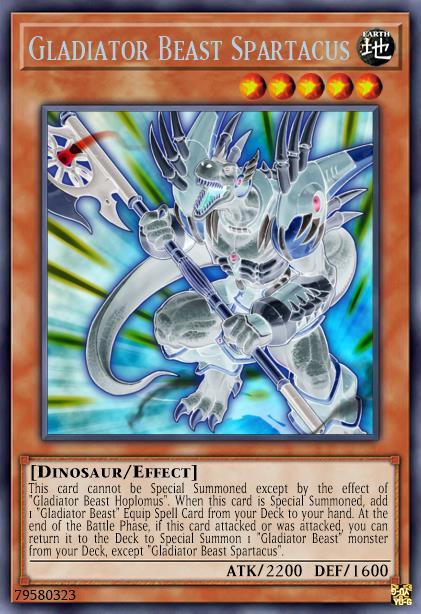 Gladiator Beast Spartacus
EARTH
地
[Dinosaur/Effect]
This card cannot be Special Summoned except by the effect of
"Gladiator Beast Hoplomus". When this card is Special Summoned, add
1 "Gladiator Beast" Equip Spell Card from your Deck to your hand. At the
end of the Battle Phase, if this card attacked or was attacked, you can
return it to the Deck to Special Summon 1 "Gladiator Beast" monster
from your Deck, except "Gladiator Beast Spartacus".
ATK/2200 DEF/1600
79580323